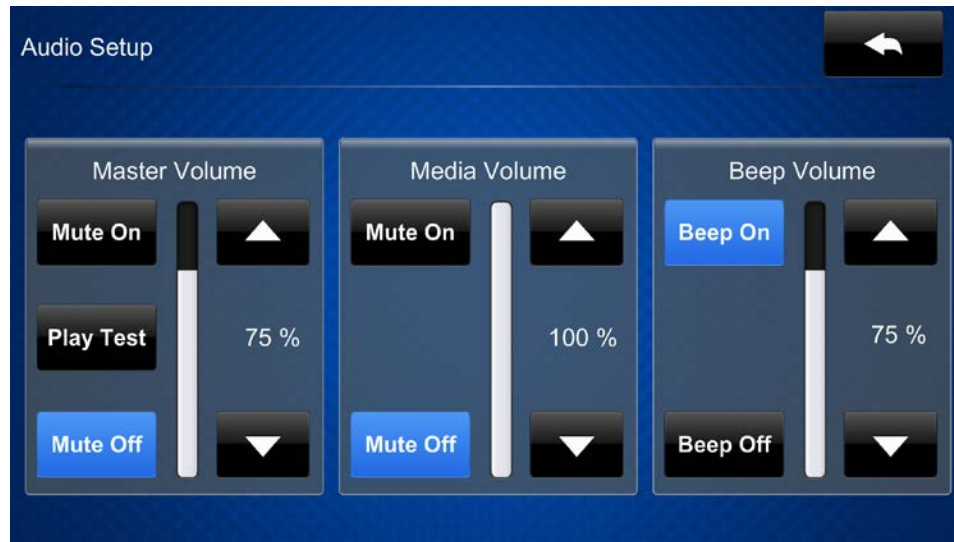 Audio Setup
Master Volume
Mute On
Play Test
75 %
Mute Off
Media Volume
Mute On
100 %
Mute Off
Beep Volume
Beep On
75 %
Beep Off